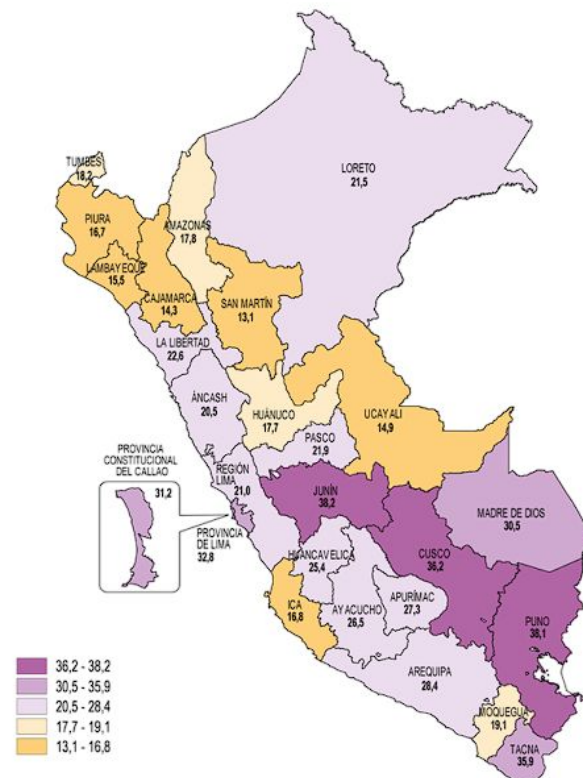 TUMBES
18,2
LORETO
21,5
PIURA
16,7
AMAZONAS
17,8
LAMBAYEQUE
15,5
CAJAMARCA
14,3
SAN MARTÍN
13,1
LA LIBERTAD
22,6
ÁNCASH
20,5
HUÁNUCO
17,7
UCAYALI
14,9
PASCO
21,9
PROVINCIA
CONSTITUCIONAL
DEL CALLAO
31,2
REGIÓN
LIMA
21,0
JUNÍN
38,2
MADRE DE DIOS
30,5
PROVINCIA
DE LIMA
32,8
CUSCO
36,2
HUANCAVELICA
25,4
ICA
16,8
AYACUCHO
26,5
APURÍMAC
27,3
PUNO
38,1
AREQUIPA
28,4
MOQUEGUA
19,1
TACNA
35,9
36,2 - 38,2
30,5 - 35,9
20,5 - 28,4
17,7 - 19,1
13,1 - 16,8